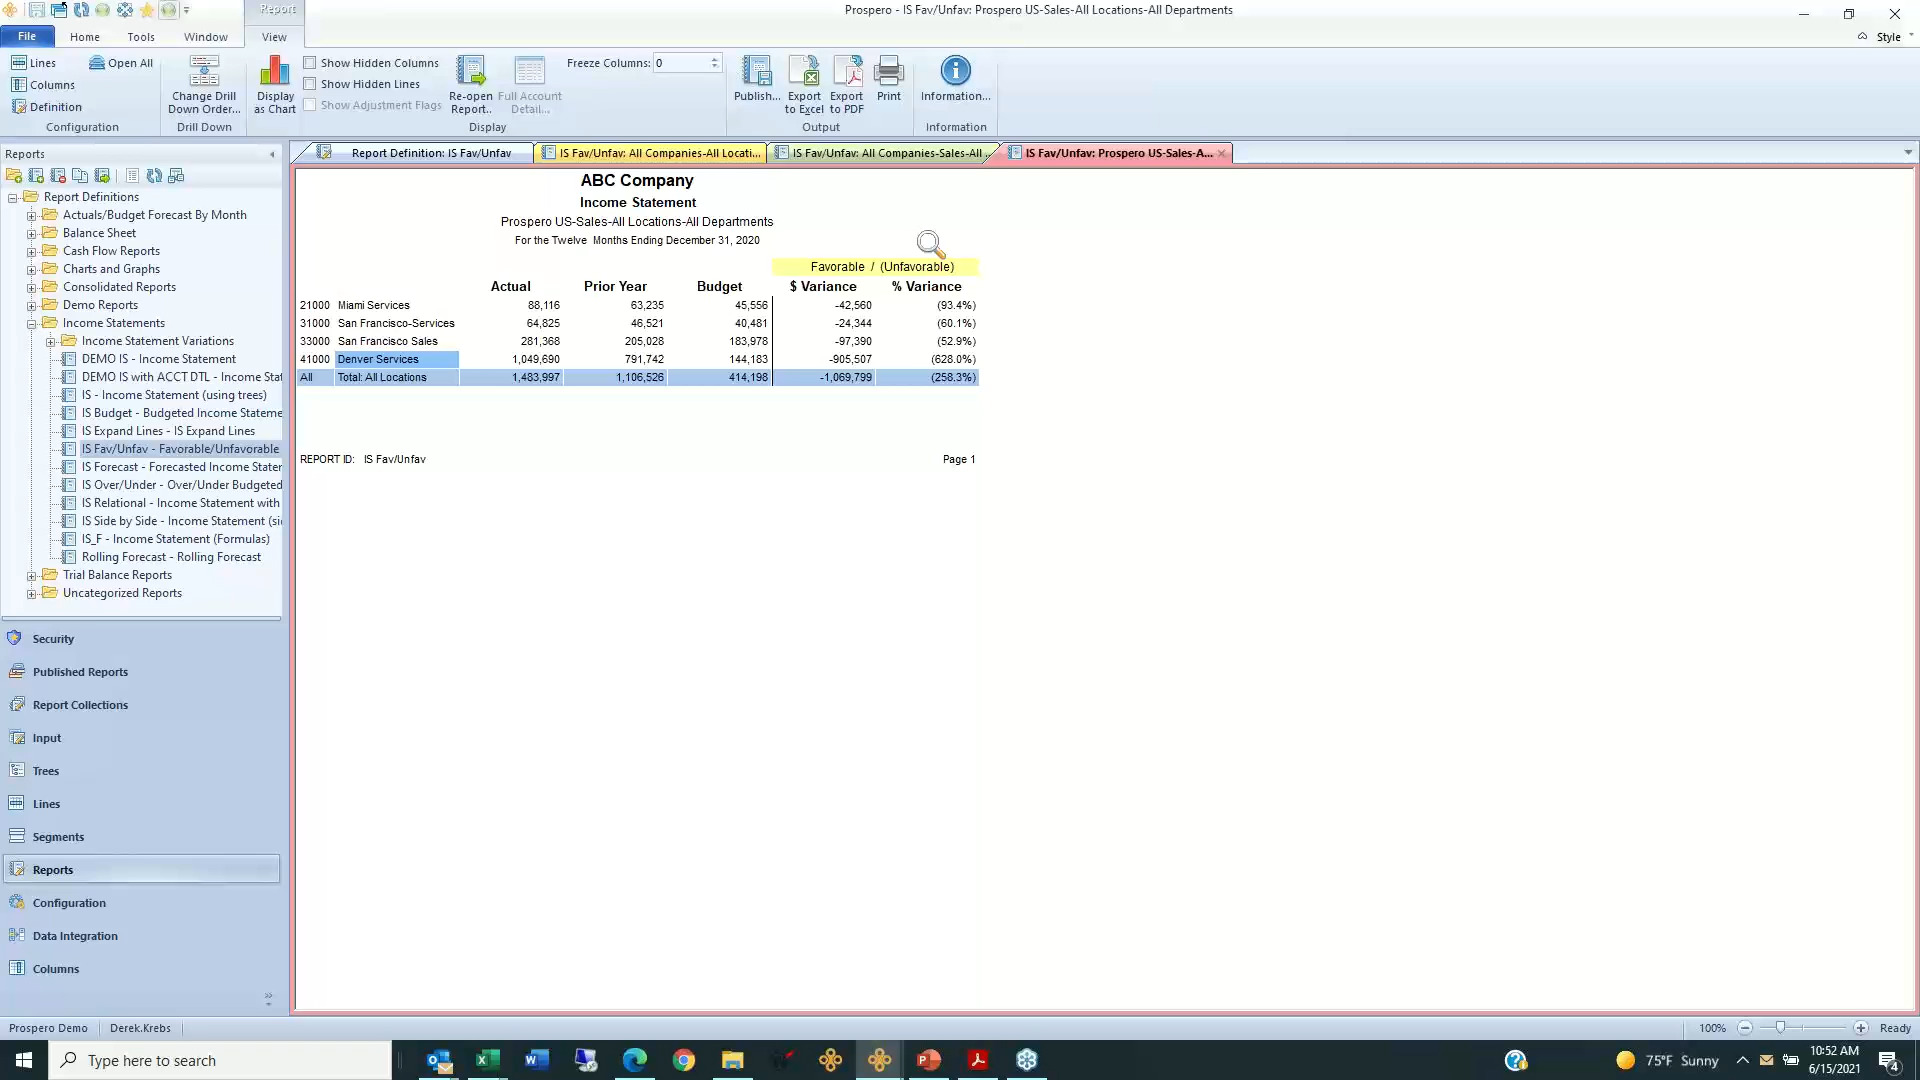 Report
Prospero - IS Fav/Unfav: Prospero US-Sales-All Locations-All Departments
File
Home
Tools
Window
View
Style
Lines
Open All
Columns
Definition
Configuration
Change Drill
Down Order...
Drill Down
Display
as Chart
Show Hidden Columns
Show Hidden Lines
Show Adjustment Flags
Re-open
Report..
Full Account
Detail...
Freeze Columns:
0
Display
Publish...
Export
to Excel
Export
to PDF
Print
Output
Information...
Information
Reports
Report Definitions
Actuals/Budget Forecast By Month
Balance Sheet
Cash Flow Reports
Charts and Graphs
Consolidated Reports
Demo Reports
Income Statements
Income Statement Variations
DEMO IS - Income Statement
DEMO IS with ACCT DTL - Income Stat
IS - Income Statement (using trees)
IS Budget - Budgeted Income Stateme
IS Expand Lines - IS Expand Lines
IS Fav/Unfav - Favorable/Unfavorable
IS Forecast - Forecasted Income Stater
IS Over/Under - Over/Under Budgeted
IS Relational - Income Statement with
IS Side by Side - Income Statement (si
IS_F - Income Statement (Formulas)
Rolling Forecast - Rolling Forecast
Trial Balance Reports
Uncategorized Reports
Security
Published Reports
Report Collections
Input
Trees
Lines
Segments
Reports
Configuration
Data Integration
Columns
Report Definition: IS Fav/Unfav
IS Fav/Unfav: All Companies-All Locati...
IS Fav/Unfav: All Companies-Sales-All ...
IS Fav/Unfav: Prospero US-Sales-A...
ABC Company
Income Statement
Prospero US-Sales-All Locations-All Departments
For the Twelve Months Ending December 31, 2020
Favorable / (Unfavorable)
Actual Prior Year Budget $ Variance % Variance
21000 Miami Services 88,116 63,235 45,556 -42,560 (93.4%)
31000 San Francisco-Services 64,825 46,521 40,481 -24,344 (60.1%)
33000 San Francisco Sales 281,368 205,028 183,978 -97,390 (52.9%)
41000 Denver Services 1,049,690 791,742 144,183 -905,507 (628.0%)
All Total: All Locations 1,483,997 1,106,526 414,198 -1,069,799 (258.3%)
REPORT ID: IS Fav/Unfav
Page 1
Prospero Demo
Derek.Krebs
100%
Ready
Type here to search
75°F Sunny
10:52 AM
6/15/2021
4